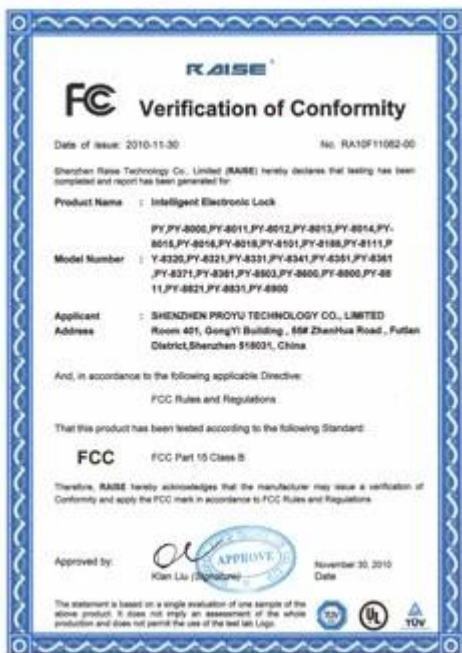 RAISE
FC Verification of Conformity
Date of issue: 2010-11-30 No. RA10F11082-00
Shenzhen Raise Technology Co., Limited (RAISE) hereby declares that testing has been
completed and report has been generated for
Product Name : Intelligent Electronic Lock
PY,PY-8000,PY-8011,PY-8012,PY-8013,PY-8014,PY-
8015,PY-8016,PY-8018,PY-8101,PY-8188,PY-8111,P
Model Number : Y-8320,PY-8321,PY-8331,PY-8341,PY-8351,PY-8361
,PY-8371,PY-8381,PY-8503,PY-8600,PY-8800,PY-88
11,PY-8821,PY-8831,PY-8900
Applicant : SHENZHEN PROYU TECHNOLOGY CO., LIMITED
Address Room 401, GongYi Building , 55# ZhenHua Road , Futian
District,Shenzhen 518031, China
And, in accordance to the following applicable Directive:
FCC Rules and Regulations
That this product has been tested according to the following Standard:
FCC FCC Part 15 Class B
Therefore, RAISE hereby acknowledges that the manufacturer may issue a verification of
Conformity and apply the FCC mark in accordance to FCC Rules and Regulations
APPROVE
Approved by: November 30, 2010
Kian Liu (Signature) Date
The statement is based on a single evaluation of one sample of the
above product. It does not imply an assessment of the whole
production and does not permit the use of the test lab Logo.
TUV UL TÜV